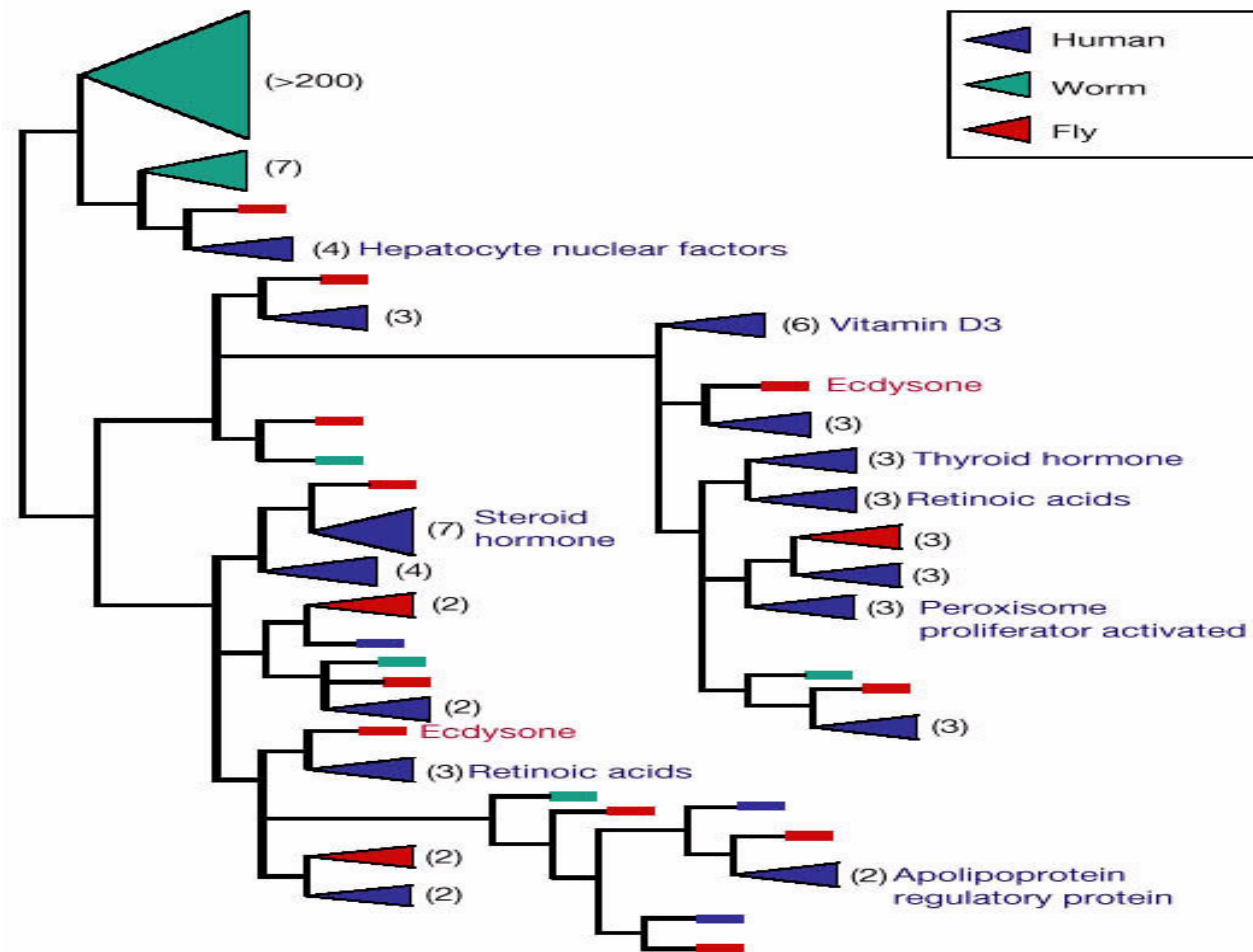 Human
Worm
Fly
(>200)
(7)
(4) Hepatocyte nuclear factors
(3)
(7) Steroid
hormone
(4)
(2)
(2)
Ecdysone
(3) Retinoic acids
(2)
(2)
(6) Vitamin D3
Ecdysone
(3)
(3) Thyroid hormone
(3) Retinoic acids
(3)
(3)
(3) Peroxisome
proliferator activated
(3)
(2) Apolipoprotein
regulatory protein